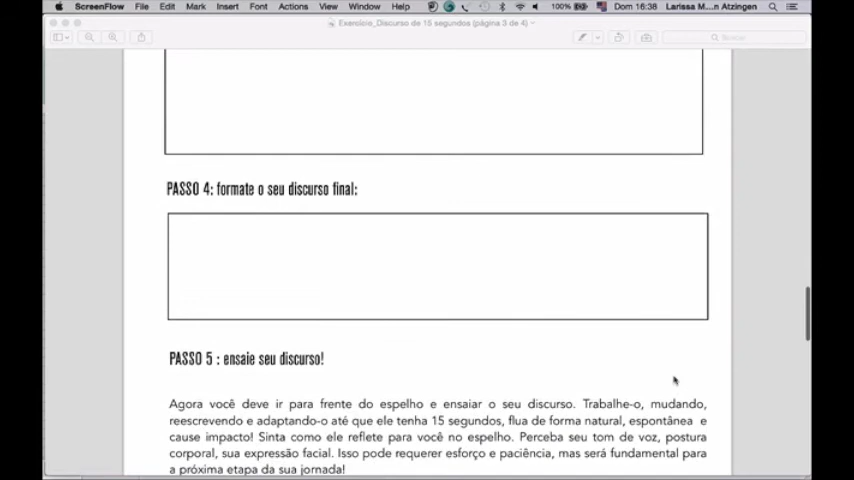 ScreenFlow File Edit Mark Insert Font Actions View Window Help 100% Dom 16:38 Larissa M...n Atzingen
Exercício_Discurso de 15 segundos (página 3 de 4)
Buscar
PASSO 4: formate o seu discurso final:
PASSO 5 : ensaie seu discurso!
Agora você deve ir para frente do espelho e ensaiar o seu discurso. Trabalhe-o, mudando,
reescrevendo e adaptando-o até que ele tenha 15 segundos, flua de forma natural, espontânea e
cause impacto! Sinta como ele reflete para você no espelho. Perceba seu tom de voz, postura
corporal, sua expressão facial. Isso pode requerer esforço e paciência, mas será fundamental para
a próxima etapa da sua jornada!